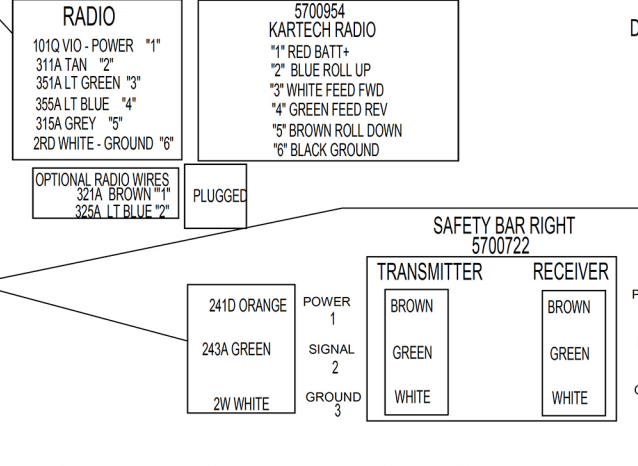 RADIO
101Q VIO - POWER "1"
311A TAN "2"
351A LT GREEN "3"
355A LT BLUE "4"
315A GREY "5"
2RD WHITE - GROUND "6"
5700954
KARTECH RADIO
"1" RED BATT+
"2" BLUE ROLL UP
"3" WHITE FEED FWD
"4" GREEN FEED REV
"5" BROWN ROLL DOWN
"6" BLACK GROUND
OPTIONAL RADIO WIRES
321A BROWN "1"
325A LT BLUE "2"
PLUGGED
SAFETY BAR RIGHT
5700722
TRANSMITTER RECEIVER
241D ORANGE POWER BROWN BROWN
1
243A GREEN SIGNAL GREEN GREEN
2
2W WHITE GROUND WHITE WHITE
3